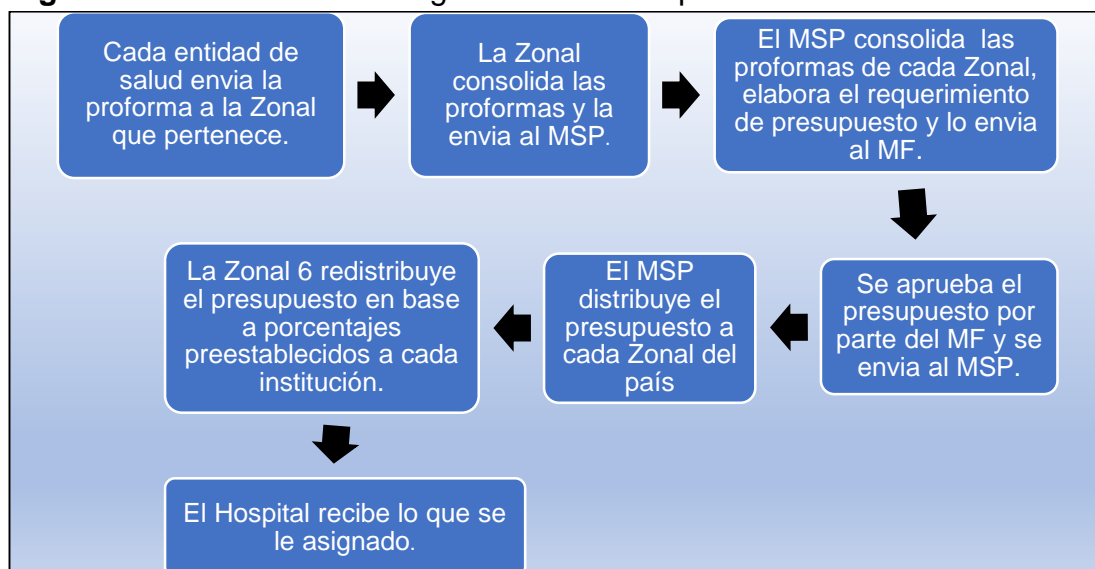 Cada entidad de
salud envia la
proforma a la Zonal
que pertenece.
La Zonal
consolida las
proformas y la
envia al MSP.
El MSP consolida las
proformas de cada Zonal,
elabora el requerimiento
de presupuesto y lo envia
al MF.
Se aprueba el
presupuesto por
parte del MF y se
envia al MSP.
El MSP
distribuye el
presupuesto a
cada Zonal del
país
La Zonal 6 redistribuye
el presupuesto en base
a porcentajes
preestablecidos a cada
institución.
El Hospital recibe lo que se
le asignado.